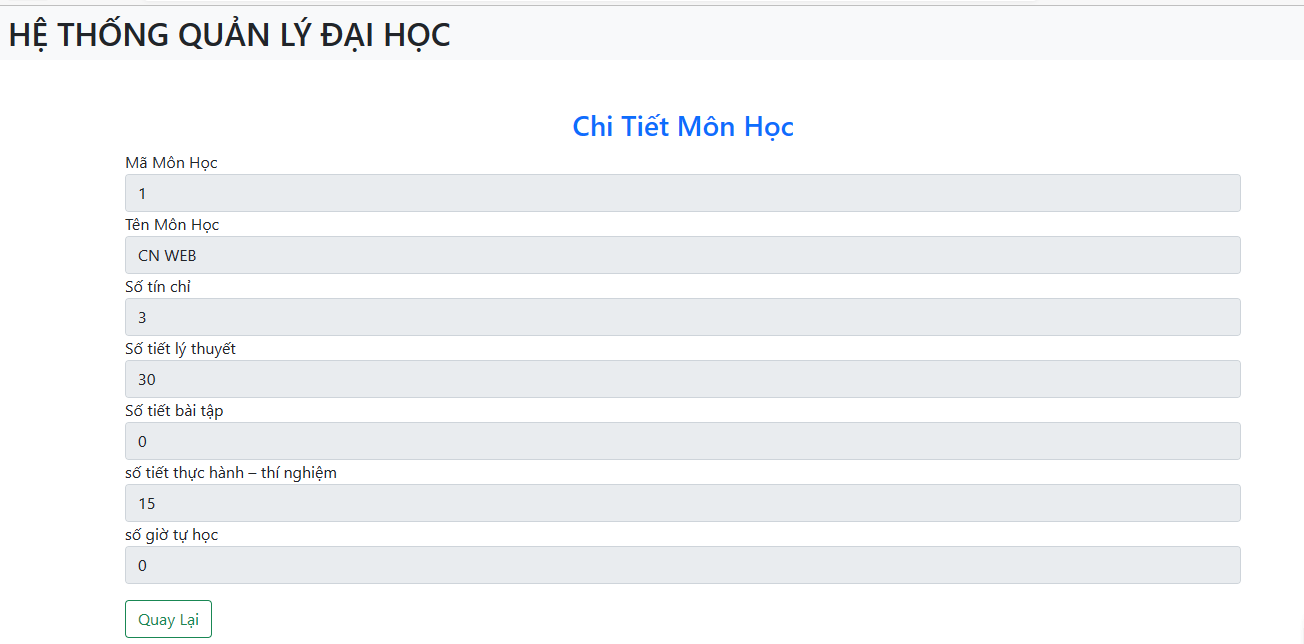 HỆ THỐNG QUẢN LÝ ĐẠI HỌC
Chi Tiết Môn Học
Mã Môn Học
1
Tên Môn Học
CN WEB
Số tín chỉ
3
Số tiết lý thuyết
30
Số tiết bài tập
0
số tiết thực hành – thí nghiệm
15
số giờ tự học
0
Quay Lại